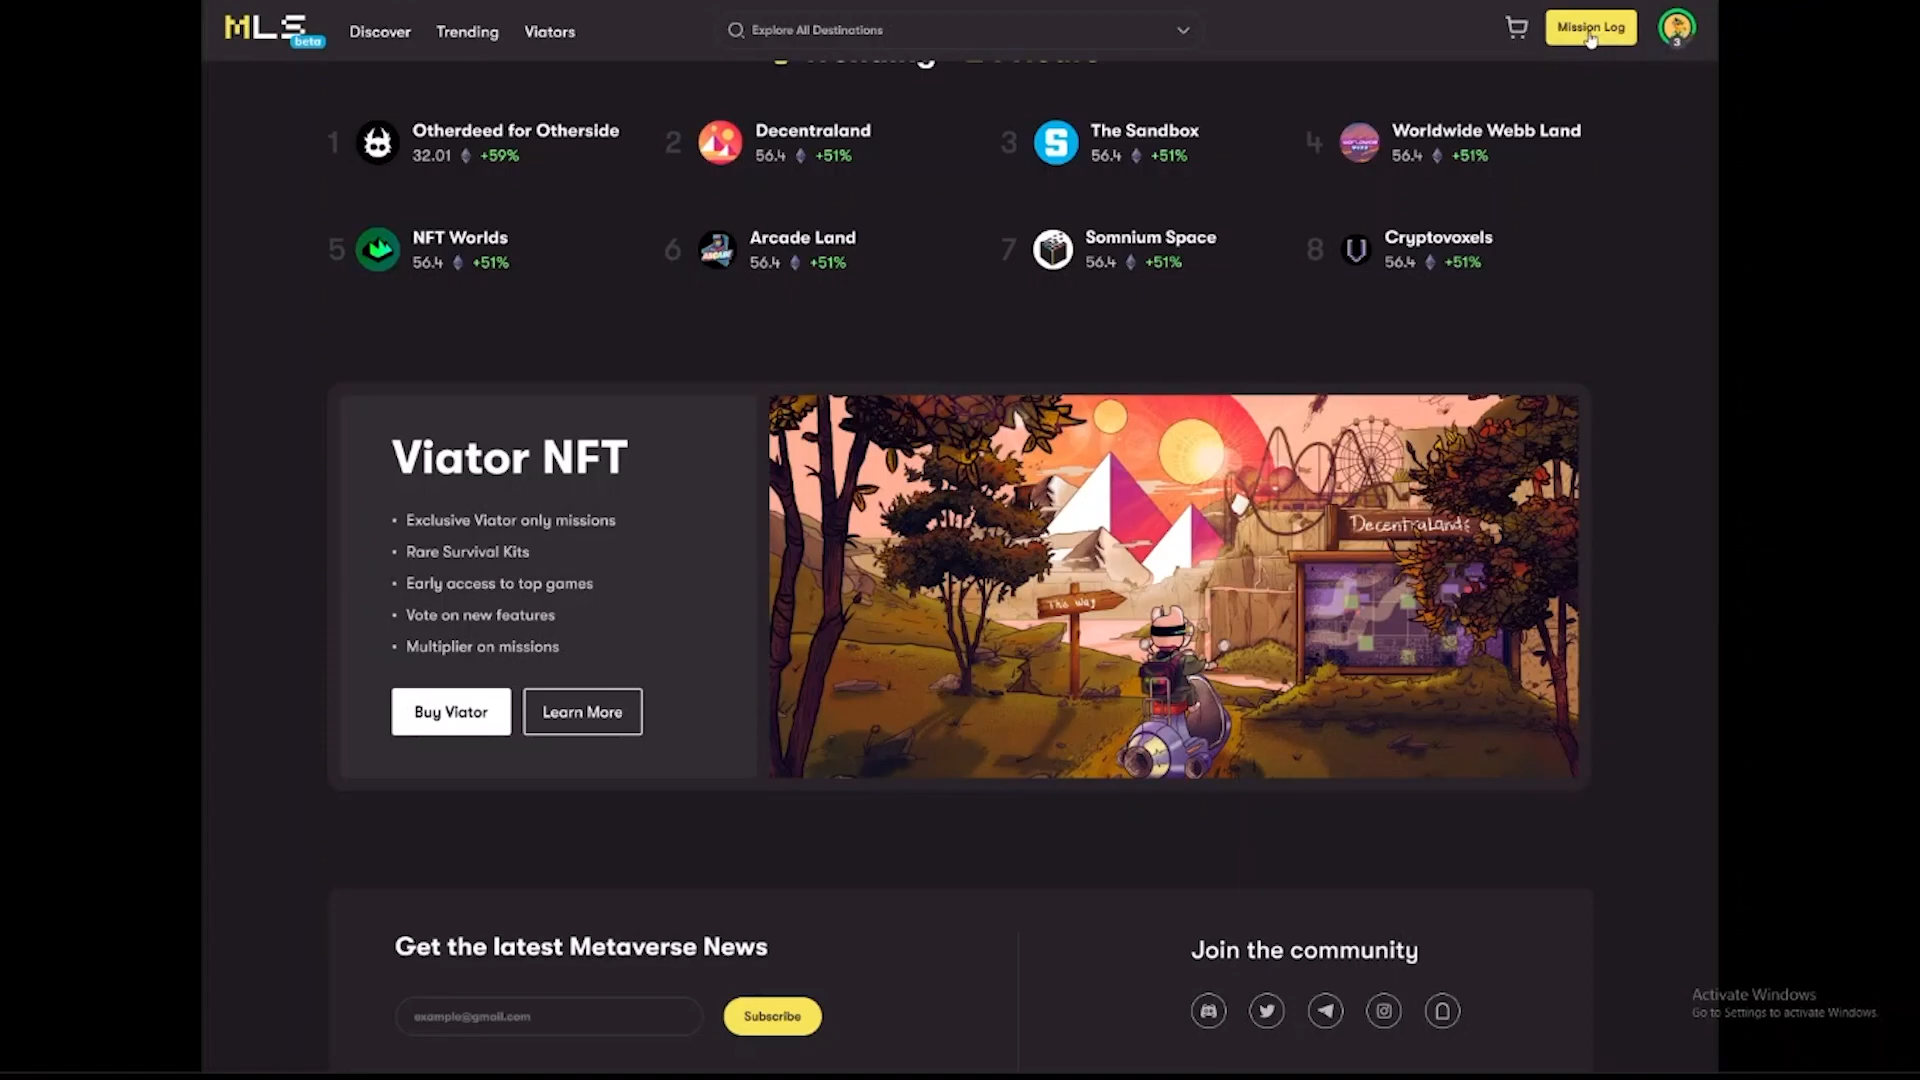 MLS
beta
Discover
Trending
Viators
Explore All Destinations
Mission Log
3
1
Otherdeed for Otherside
32.01 +59%
2
Decentraland
56.4 +51%
3
The Sandbox
56.4 +51%
4
Worldwide Webb Land
56.4 +51%
5
NFT Worlds
56.4 +51%
6
Arcade Land
56.4 +51%
7
Somnium Space
56.4 +51%
8
Cryptovoxels
56.4 +51%
Viator NFT
• Exclusive Viator only missions
• Rare Survival Kits
• Early access to top games
• Vote on new features
• Multiplier on missions
Buy Viator
Learn More
DecentraLand
This way
Get the latest Metaverse News
example@gmail.com
Subscribe
Join the community
Activate Windows
Go to Settings to activate Windows.